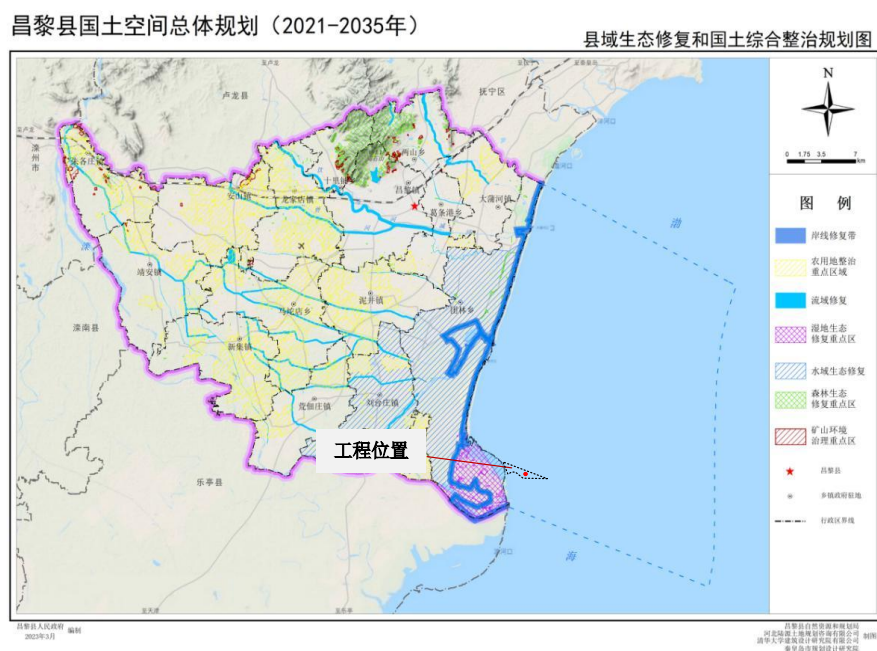 昌黎县国土空间总体规划（2021-2035年）
县域生态修复和国土综合整治规划图
N
0 1.75 3.5 7
km
图 例
岸线修复带
农用地整治
重点区域
流域修复
湿地生态
修复重点区
水域生态修复
森林生态
修复重点区
矿山环境
治理重点区
昌黎县
乡镇政府驻地
行政区界线
至卢龙
卢龙县
抚宁区
滦州市
两山乡
十里铺
昌黎镇
安山镇
龙家店镇
葛条港乡
大蒲河镇
渤
滦
靖安镇
泥井镇
马坨店乡
团林乡
滦南县
新集镇
荒佃庄镇
刘台庄镇
工程位置
乐亭县
海
昌黎县人民政府 编制
2023年3月
昌黎县自然资源和规划局
河北陆源土地规划咨询有限公司
清华大学建筑设计研究院有限公司
秦皇岛市规划设计研究院
制图